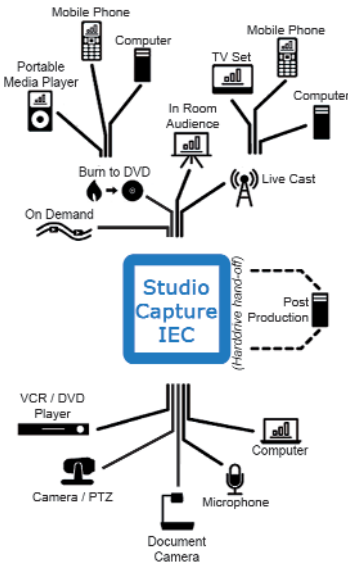 Mobile Phone
Computer
Portable
Media Player
Mobile Phone
TV Set
Computer
In Room
Audience
Burn to DVD
Live Cast
On Demand
Studio
Capture
IEC
(Harddrive hand-off)
Post
Production
VCR / DVD
Player
Computer
Camera / PTZ
Microphone
Document
Camera